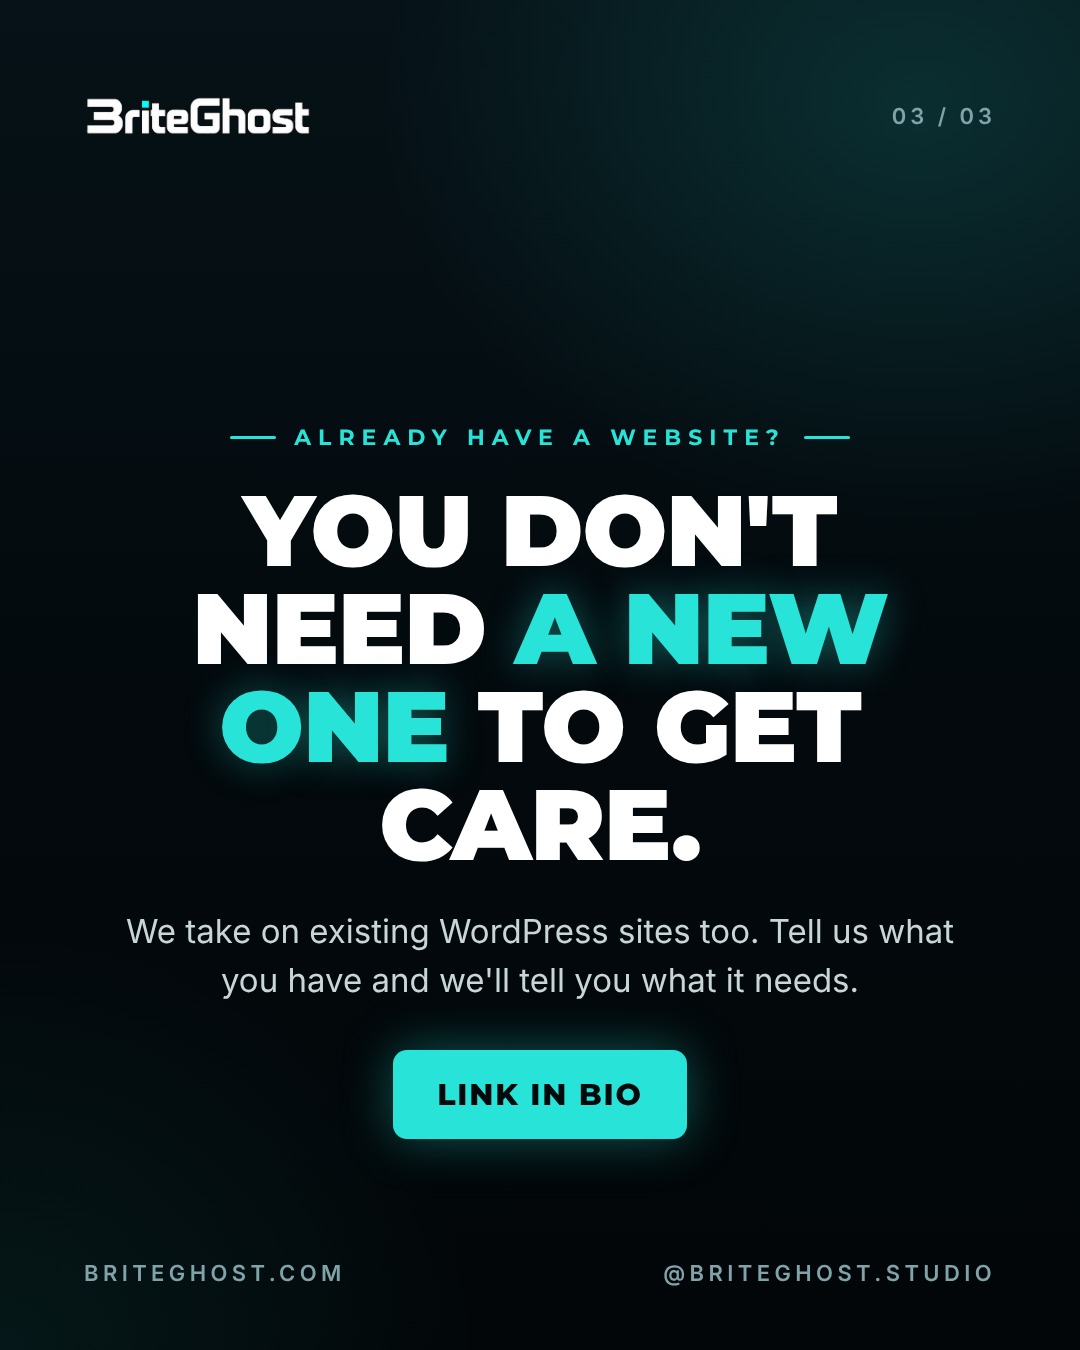 BriteGhost
03 / 03
ALREADY HAVE A WEBSITE?
YOU DON'T
NEED A NEW
ONE TO GET
CARE.
We take on existing WordPress sites too. Tell us what
you have and we'll tell you what it needs.
LINK IN BIO
BRITEGHOST.COM
@BRITEGHOST.STUDIO